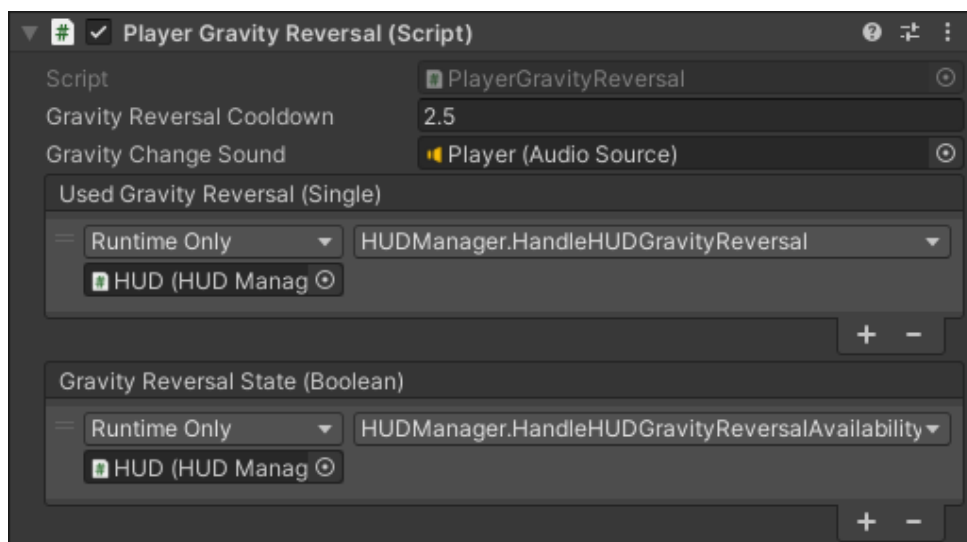 Player Gravity Reversal (Script)
Script PlayerGravityReversal
Gravity Reversal Cooldown 2.5
Gravity Change Sound Player (Audio Source)
Used Gravity Reversal (Single)
Runtime Only HUDManager.HandleHUDGravityReversal
HUD (HUD Manag
+ −
Gravity Reversal State (Boolean)
Runtime Only HUDManager.HandleHUDGravityReversalAvailability
HUD (HUD Manag
+ −